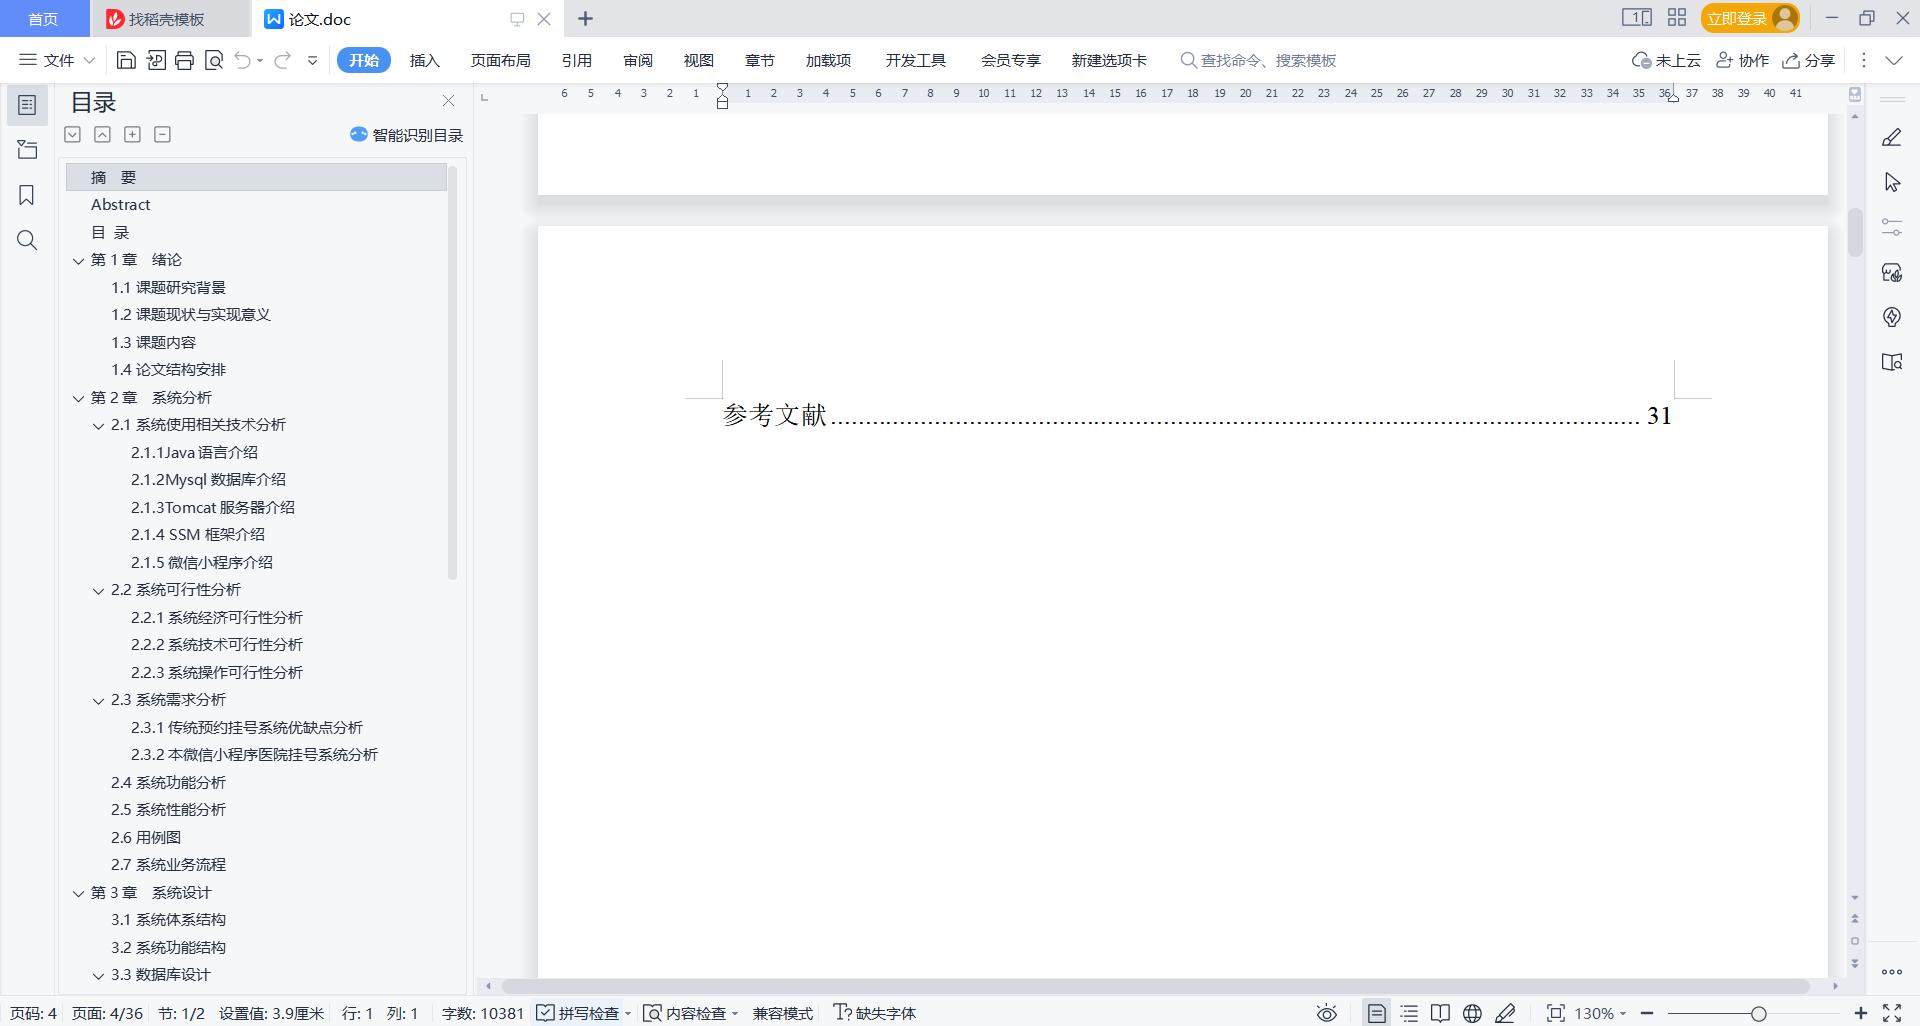 首页
找稻壳模板
论文.doc
1
立即登录
文件
开始
插入
页面布局
引用
审阅
视图
章节
加载项
开发工具
会员专享
新建选项卡
查找命令、搜索模板
未上云
协作
分享
目录
智能识别目录
6 5 4 3 2 1 1 2 3 4 5 6 7 8 9 10 11 12 13 14 15 16 17 18 19 20 21 22 23 24 25 26 27 28 29 30 31 32 33 34 35 36 37 38 39 40 41
摘 要
Abstract
目 录
第 1 章 绪论
1.1 课题研究背景
1.2 课题现状与实现意义
1.3 课题内容
1.4 论文结构安排
第 2 章 系统分析
2.1 系统使用相关技术分析
2.1.1Java 语言介绍
2.1.2Mysql 数据库介绍
2.1.3Tomcat 服务器介绍
2.1.4 SSM 框架介绍
2.1.5 微信小程序介绍
2.2 系统可行性分析
2.2.1 系统经济可行性分析
2.2.2 系统技术可行性分析
2.2.3 系统操作可行性分析
2.3 系统需求分析
2.3.1 传统预约挂号系统优缺点分析
2.3.2 本微信小程序医院挂号系统分析
2.4 系统功能分析
2.5 系统性能分析
2.6 用例图
2.7 系统业务流程
第 3 章 系统设计
3.1 系统体系结构
3.2 系统功能结构
3.3 数据库设计
参考文献........................................ 31
页码: 4 页面: 4/36 节: 1/2 设置值: 3.9厘米 行: 1 列: 1 字数: 10381 拼写检查 内容检查 兼容模式 缺失字体 130%